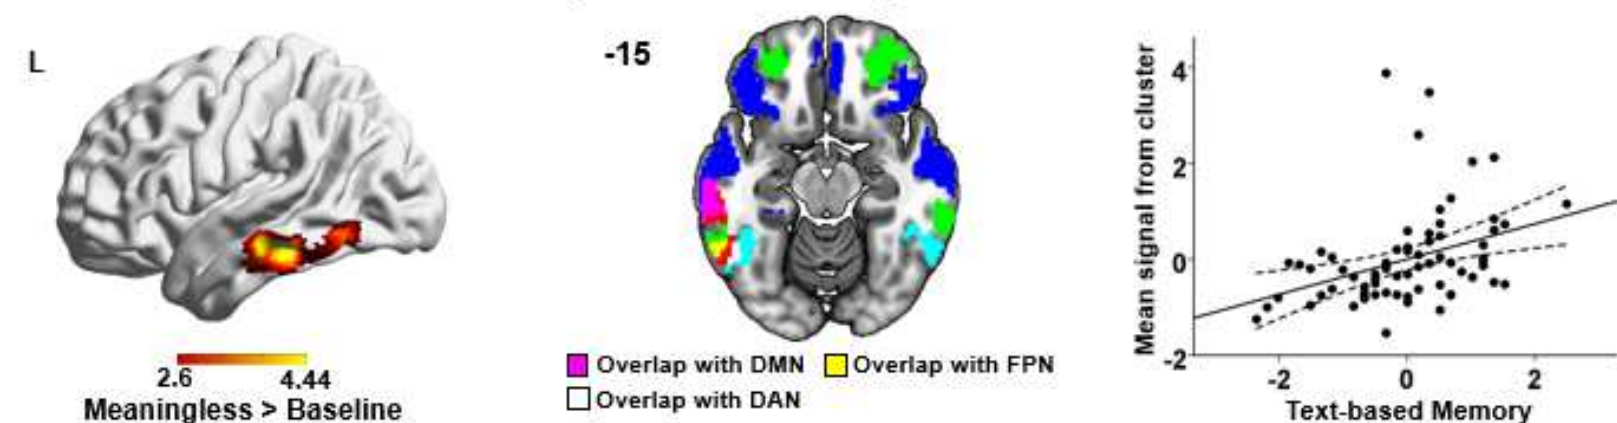 L
2.6 4.44
Meaningless > Baseline
-15
Overlap with DMN Overlap with FPN
Overlap with DAN
Mean signal from cluster
4
2
0
-2
-2 0 2
Text-based Memory